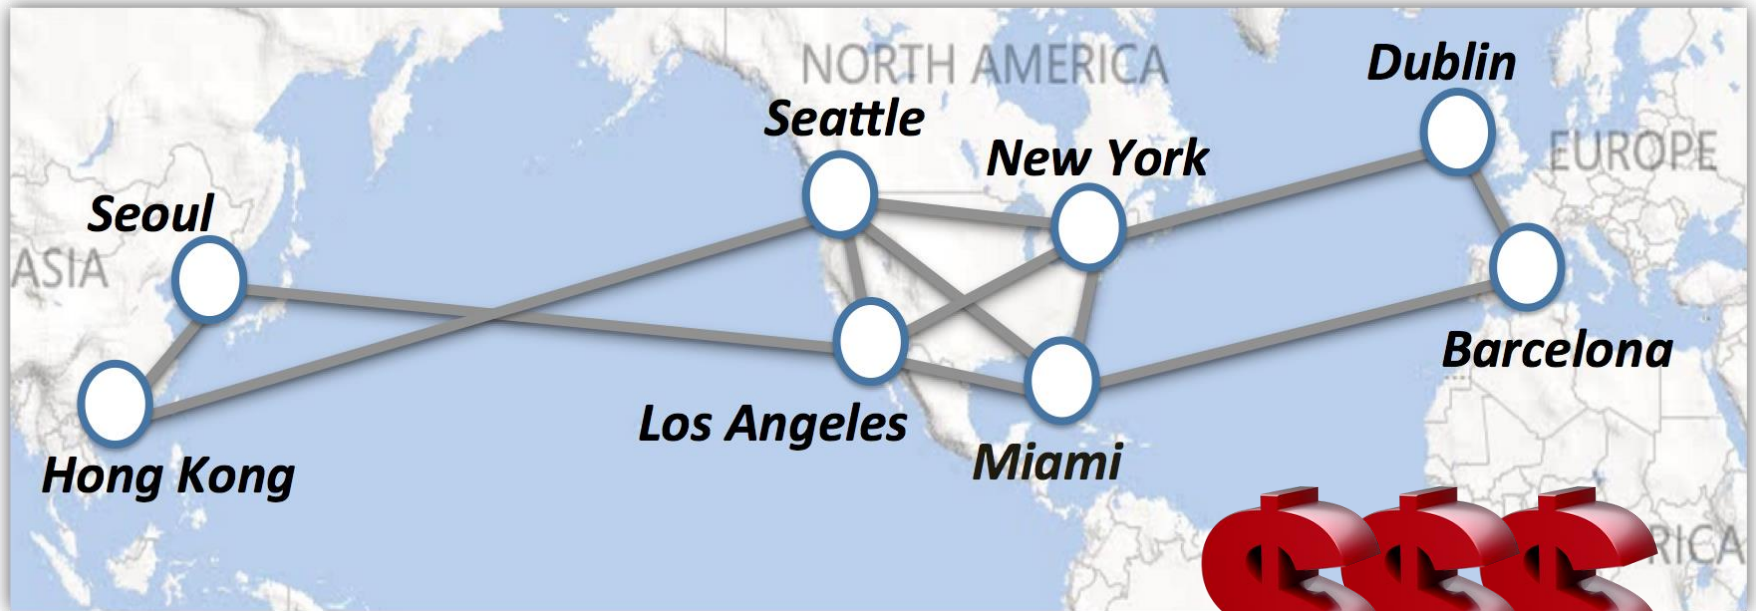 NORTH AMERICA
Dublin
Seattle
New York
EUROPE
Seoul
ASIA
Barcelona
Los Angeles
Miami
Hong Kong
$$$